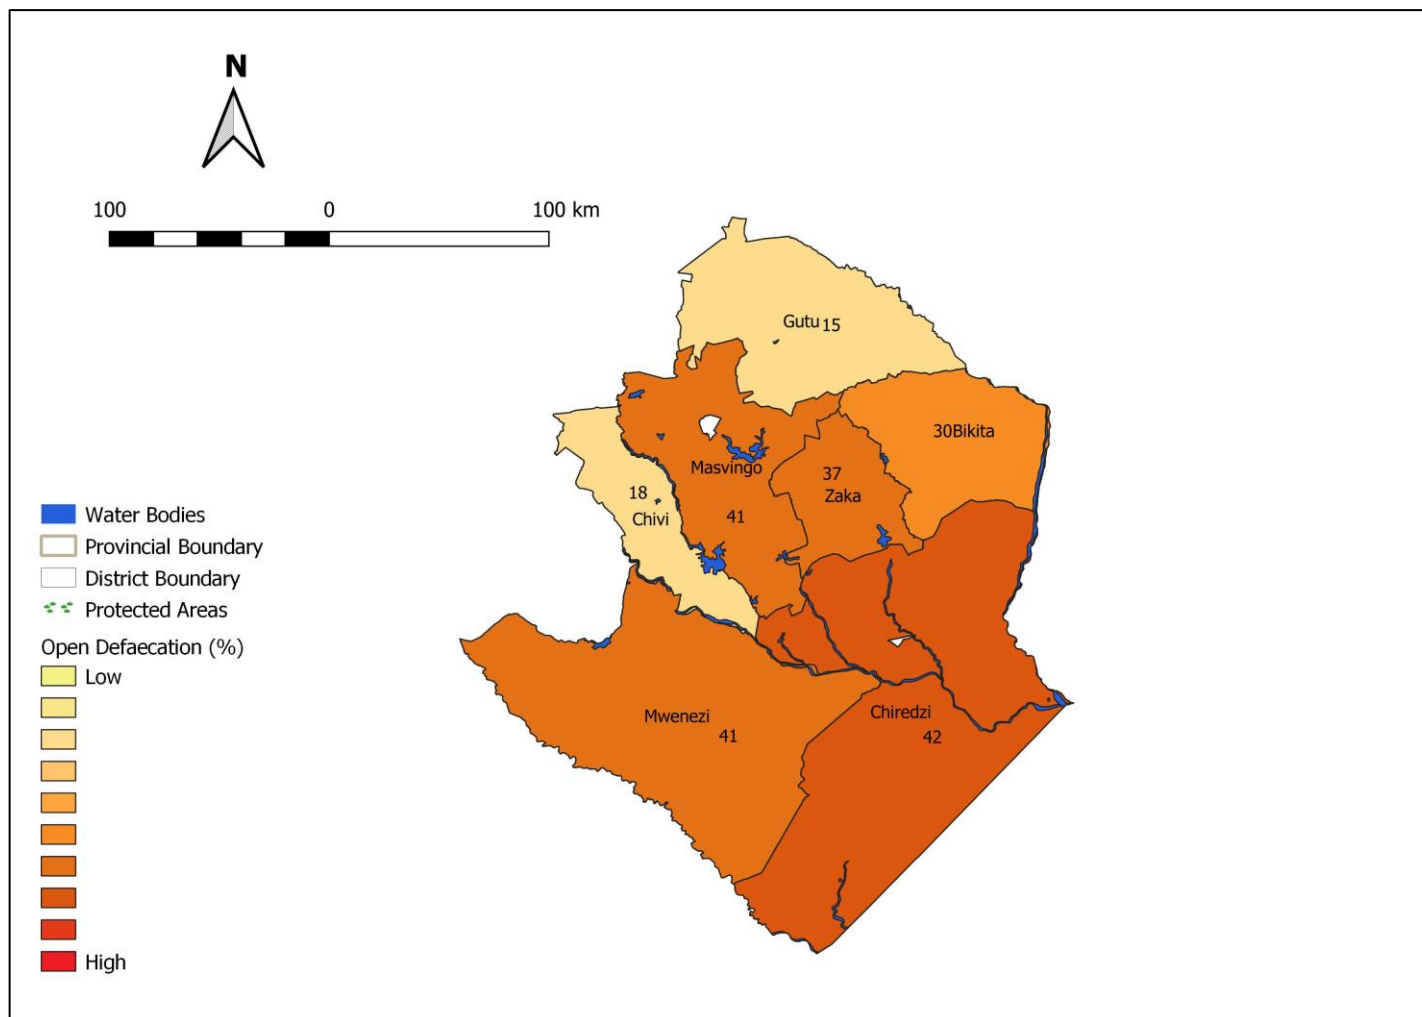 N
100 0 100 km
Gutu 15
30Bikita
Masvingo
37
Zaka
18
Chivi
41
Water Bodies
Provincial Boundary
District Boundary
Protected Areas
Open Defaecation (%)
Low
High
Mwenezi
41
Chiredzi
42